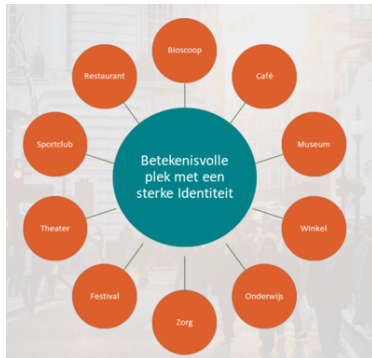 Bioscoop
Restaurant
Café
Sportclub
Museum
Betekenisvolle
plek met een
sterke Identiteit
Theater
Winkel
Festival
Onderwijs
Zorg